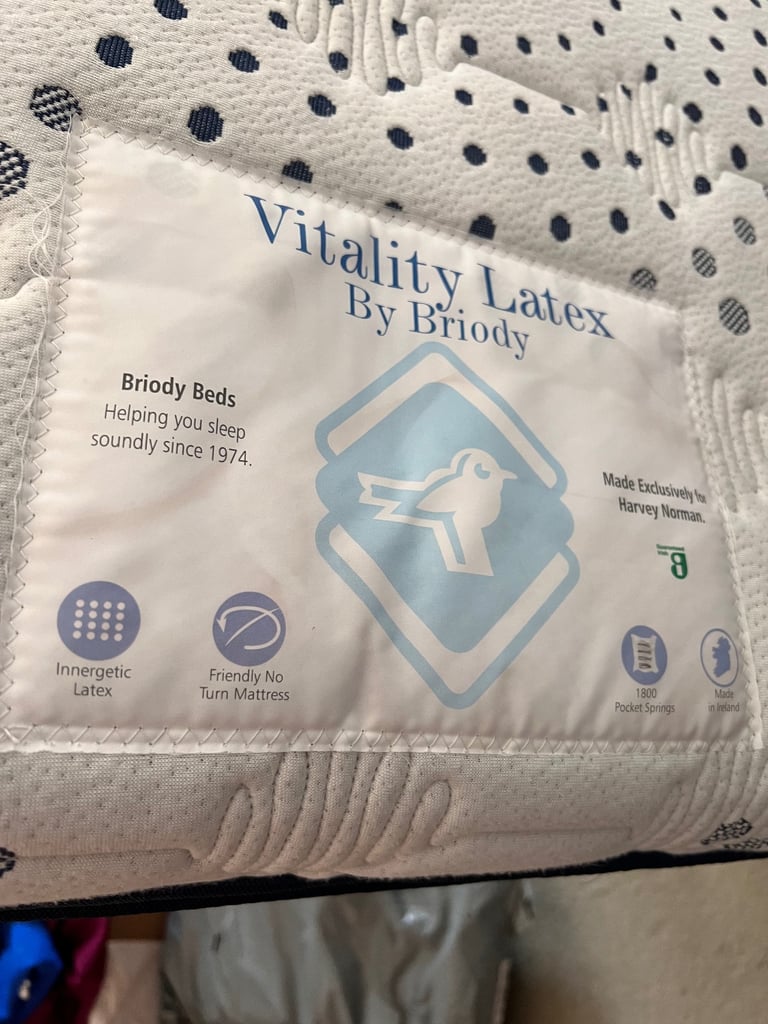 Vitality Latex
By Briody
Briody Beds
Helping you sleep
soundly since 1974.
Made Exclusively for
Harvey Norman.
Innergetic
Latex
Friendly No
Turn Mattress
1800
Pocket Springs
Made
in Ireland